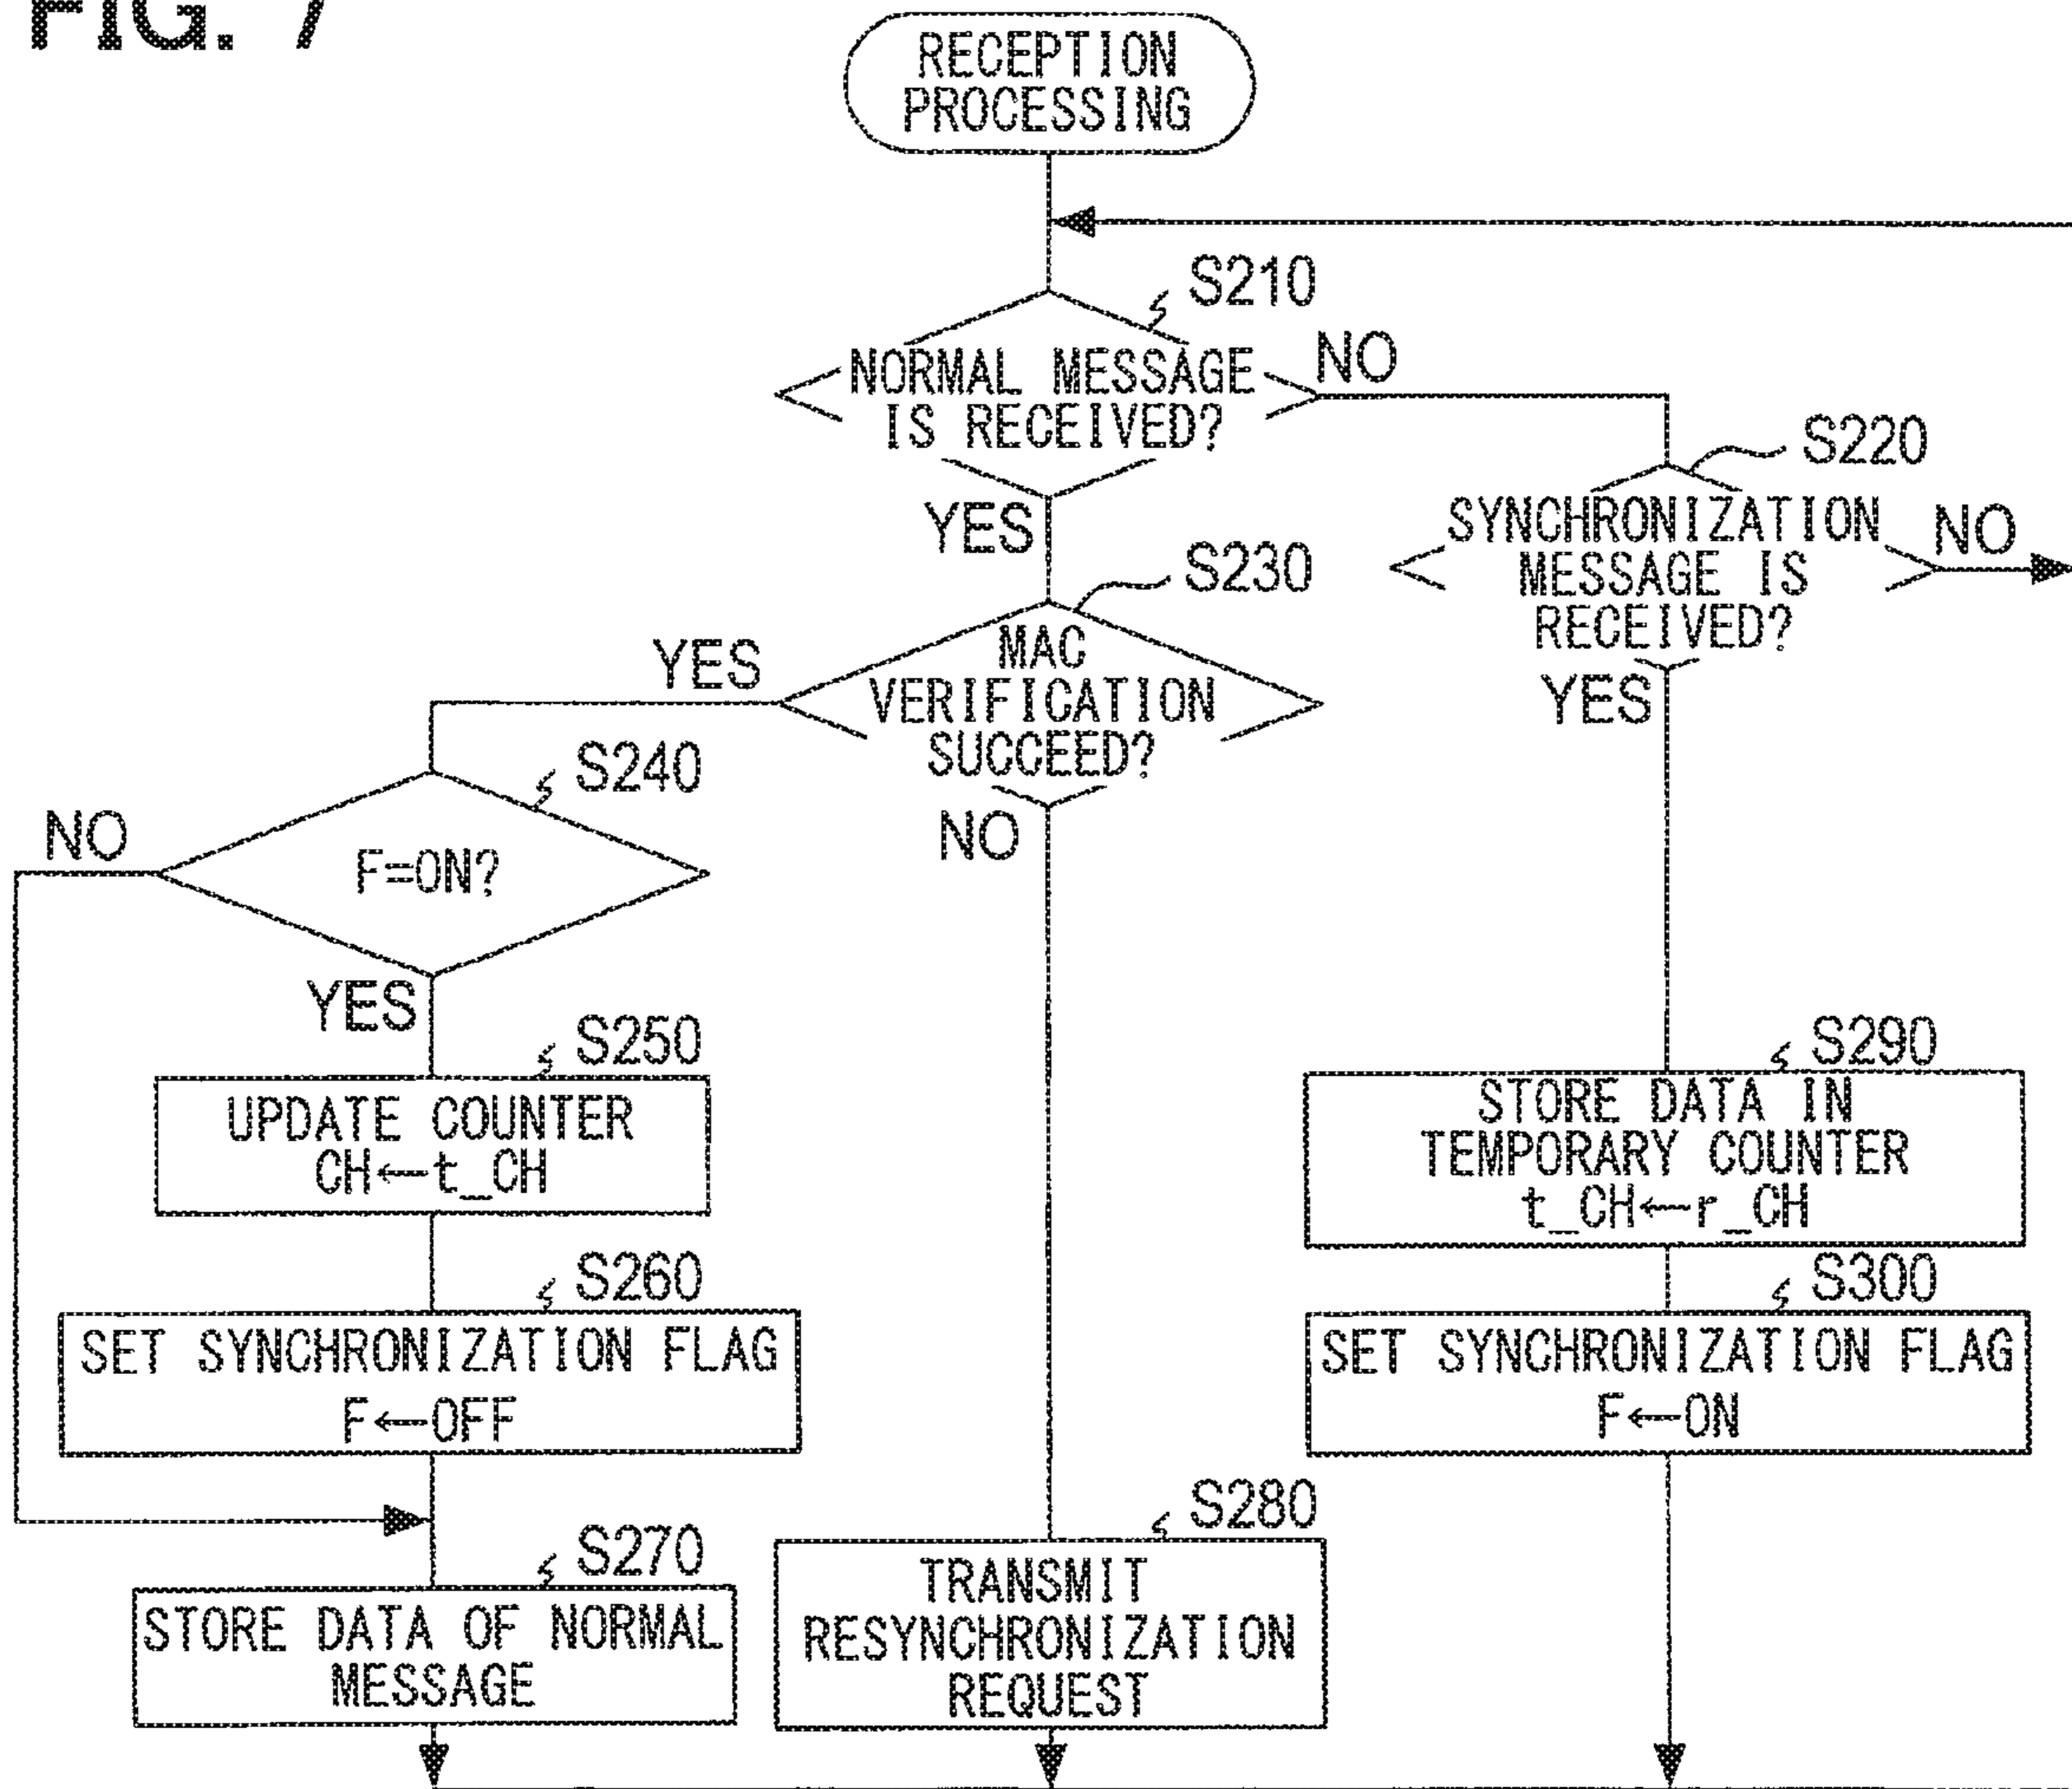 FIG. 7
RECEPTION
PROCESSING
S210
NORMAL MESSAGE
IS RECEIVED?
NO
YES
S220
SYNCHRONIZATION
MESSAGE IS
RECEIVED?
NO
YES
S230
MAC
VERIFICATION
SUCCEED?
YES
NO
S240
F=ON?
NO
YES
S250
UPDATE COUNTER
CH←t_CH
S260
SET SYNCHRONIZATION FLAG
F←OFF
S270
STORE DATA OF NORMAL
MESSAGE
S280
TRANSMIT
RESYNCHRONIZATION
REQUEST
S290
STORE DATA IN
TEMPORARY COUNTER
t_CH←r_CH
S300
SET SYNCHRONIZATION FLAG
F←ON